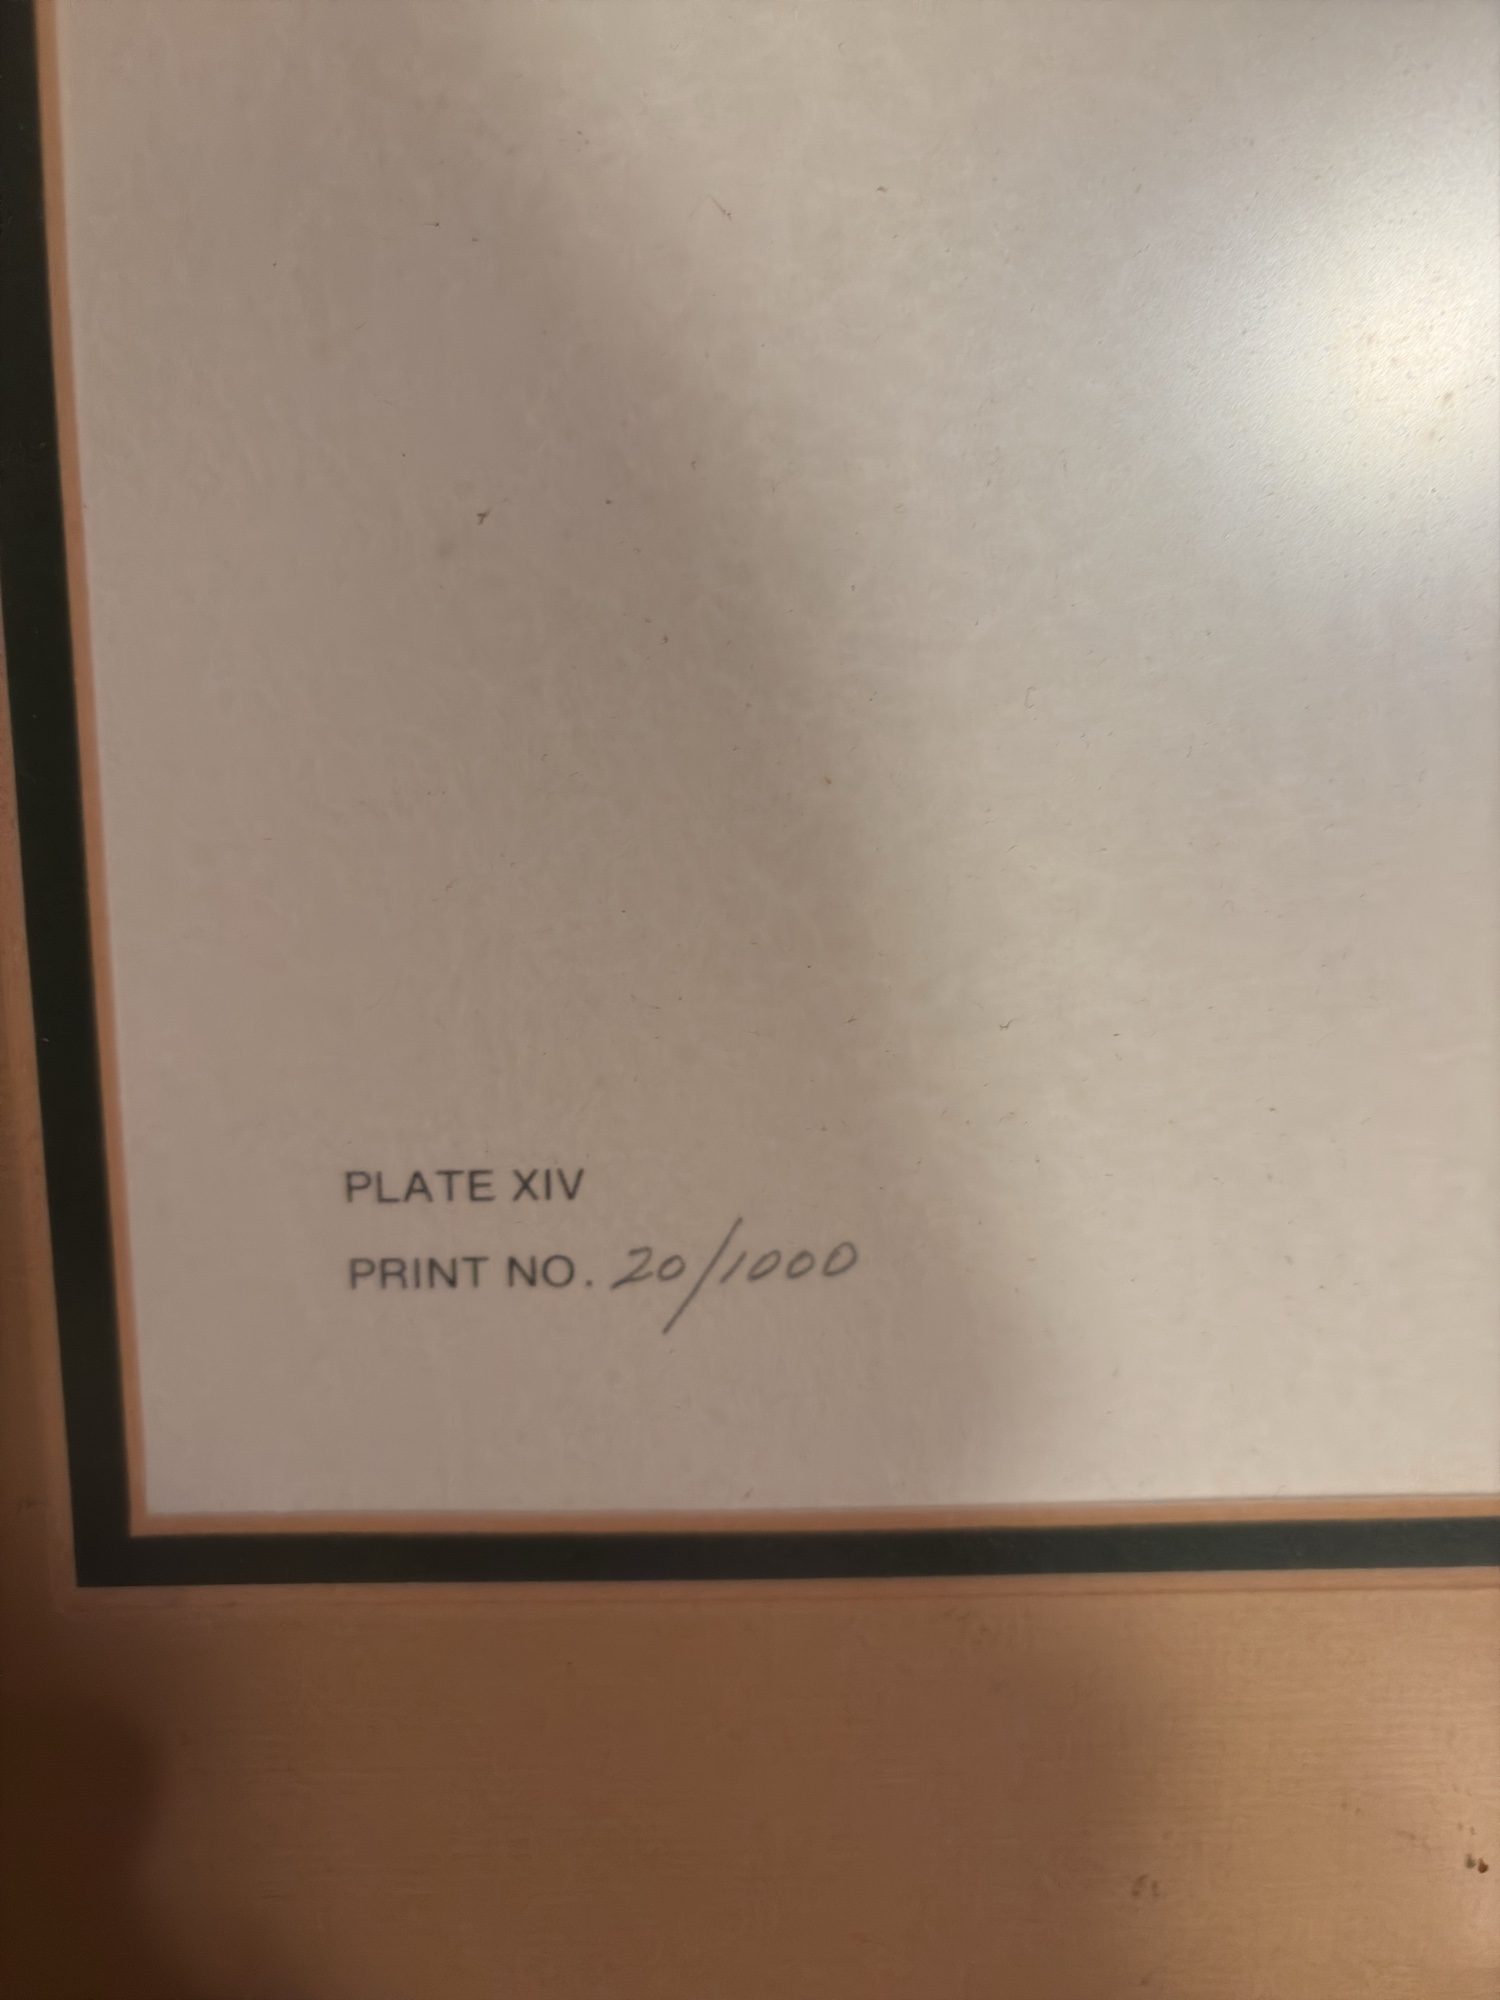 PLATE XIV
PRINT NO. 20/1000